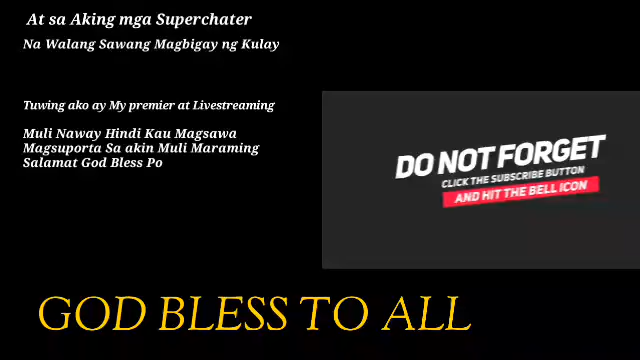 At sa Aking mga Superchater
Na Walang Sawang Magbigay ng Kulay
Tuwing ako ay My premier at Livestreaming
Muli Naway Hindi Kau Magsawa
Magsuporta Sa akin Muli Maraming
Salamat God Bless Po
DO NOT FORGET
CLICK THE SUBSCRIBE BUTTON
AND HIT THE BELL ICON
GOD BLESS TO ALL